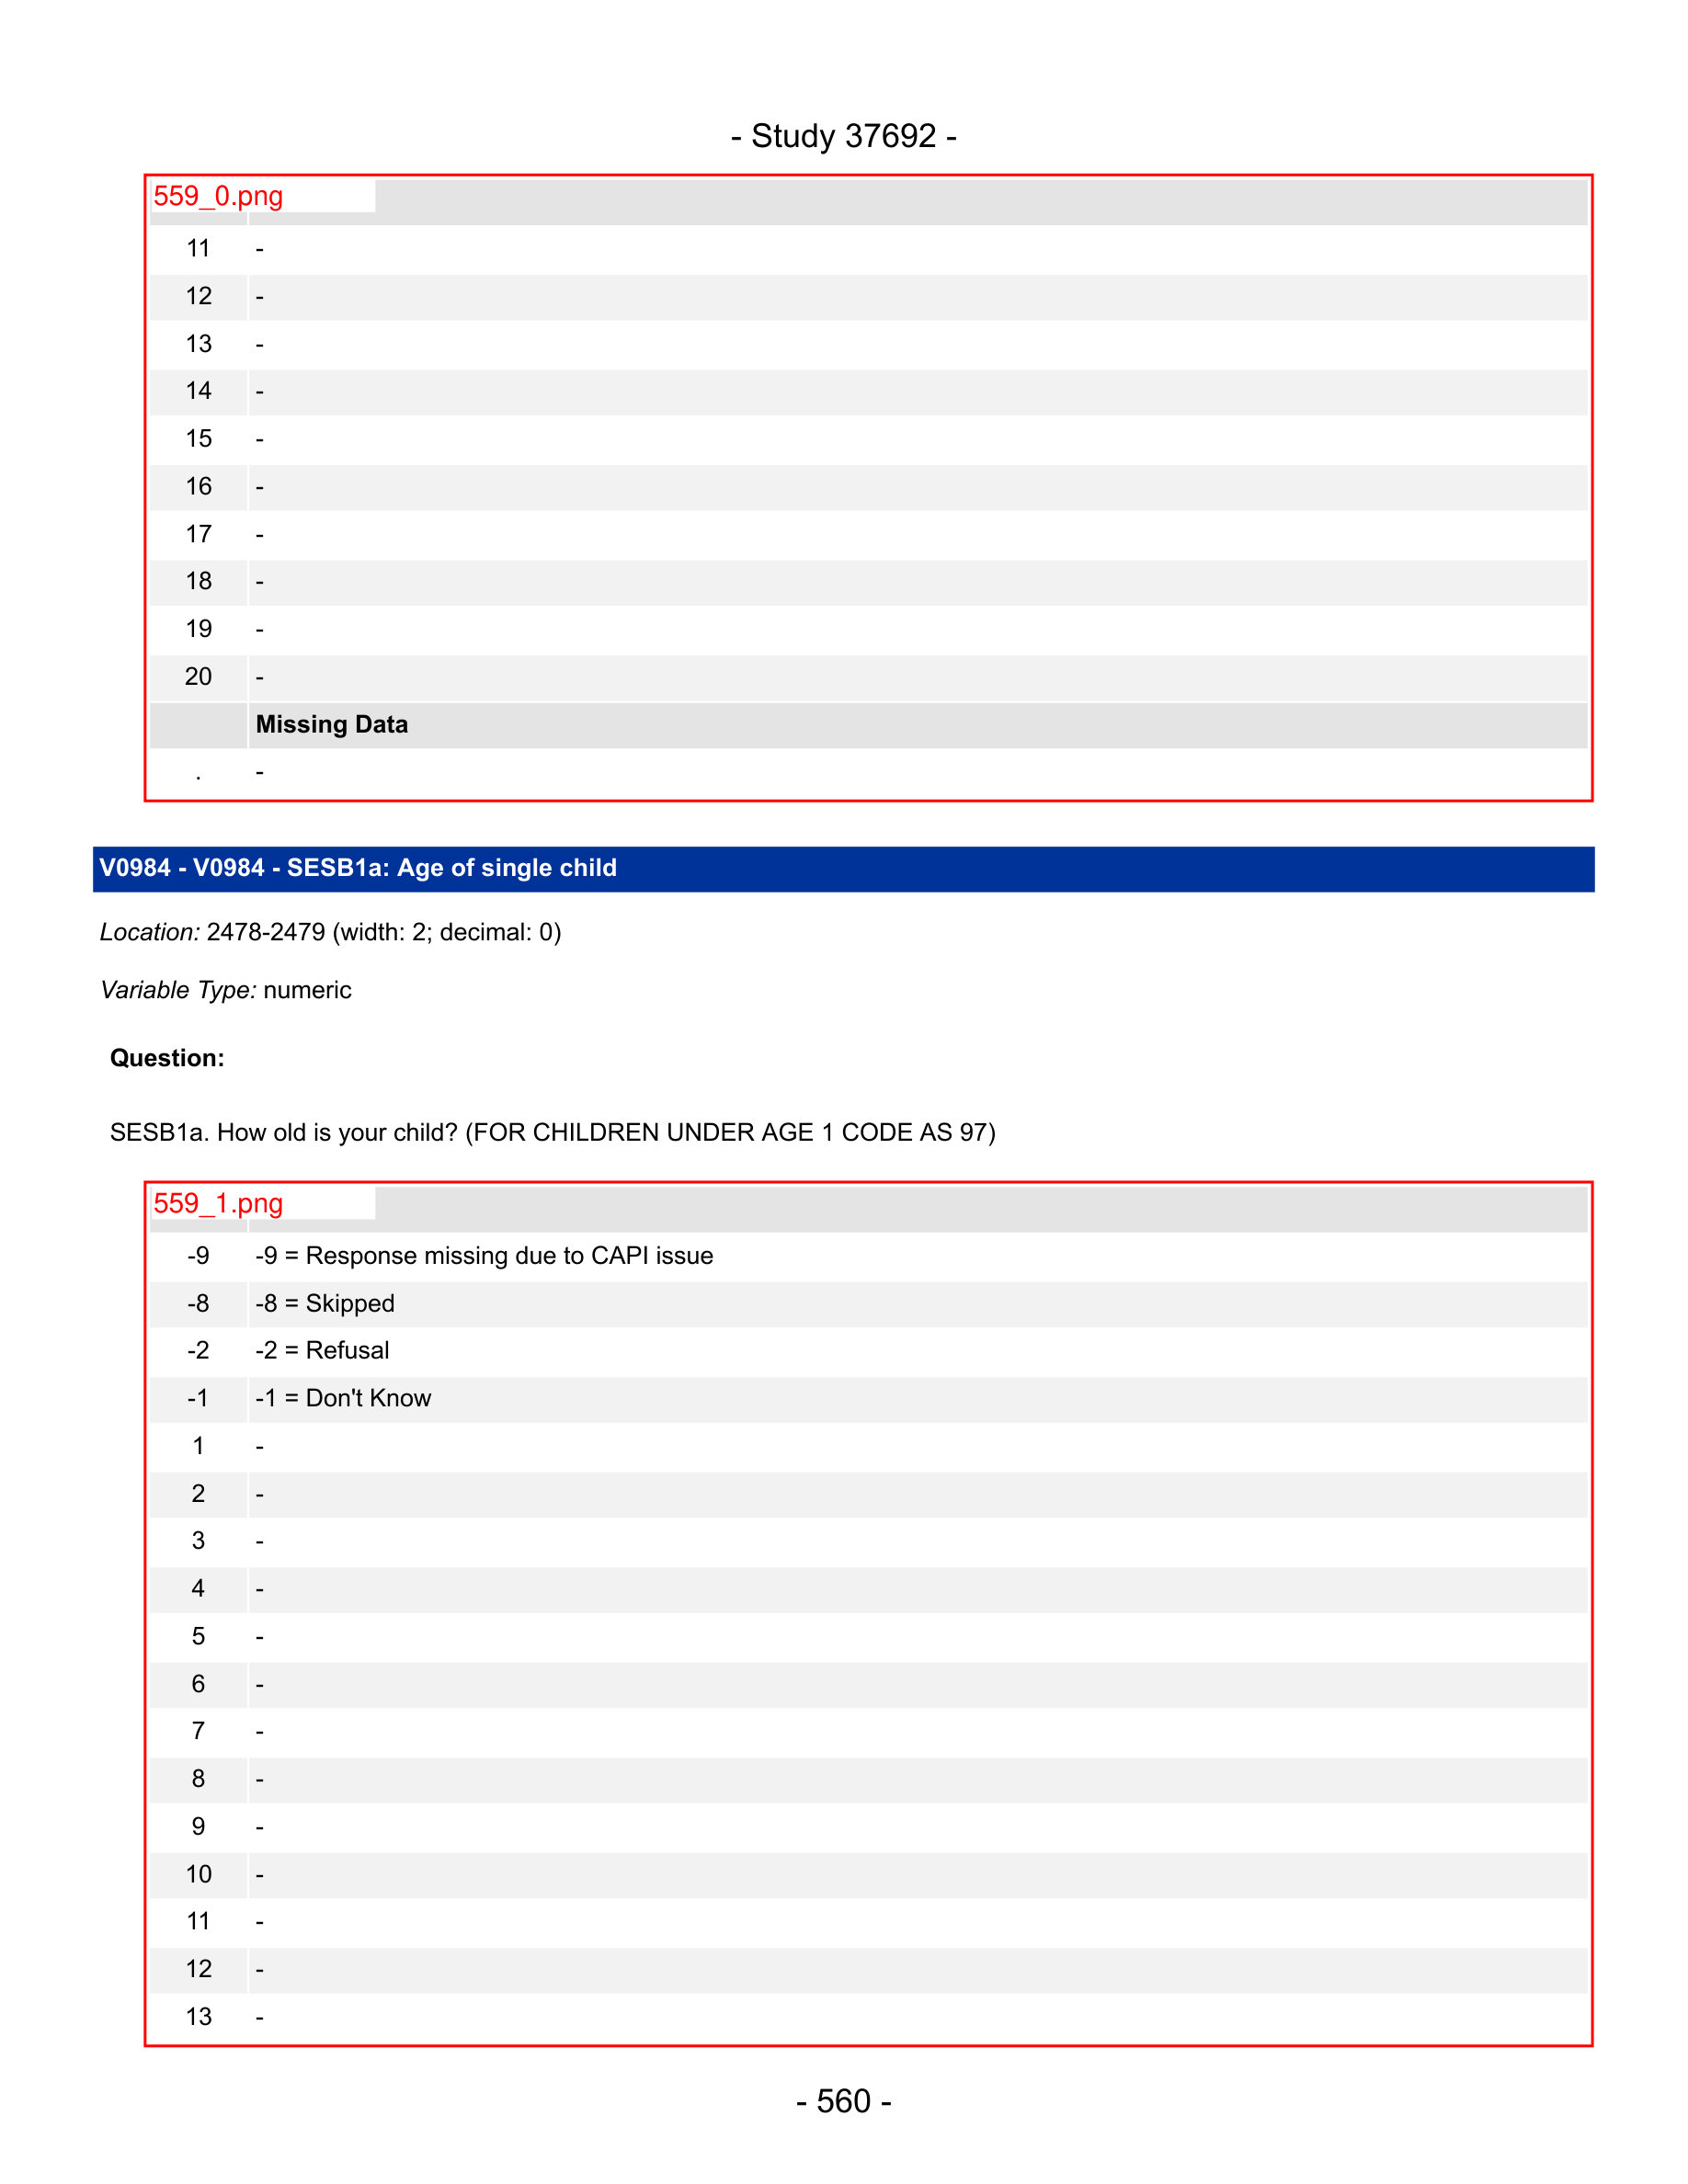 - Study 37692 -
559_0.png
11 -
12 -
13 -
14 -
15 -
16 -
17 -
18 -
19 -
20 -
Missing Data
. -
V0984 - V0984 - SESB1a: Age of single child
Location: 2478-2479 (width: 2; decimal: 0)
Variable Type: numeric
Question:
SESB1a. How old is your child? (FOR CHILDREN UNDER AGE 1 CODE AS 97)
559_1.png
-9 -9 = Response missing due to CAPI issue
-8 -8 = Skipped
-2 -2 = Refusal
-1 -1 = Don't Know
1 -
2 -
3 -
4 -
5 -
6 -
7 -
8 -
9 -
10 -
11 -
12 -
13 -
- 560 -